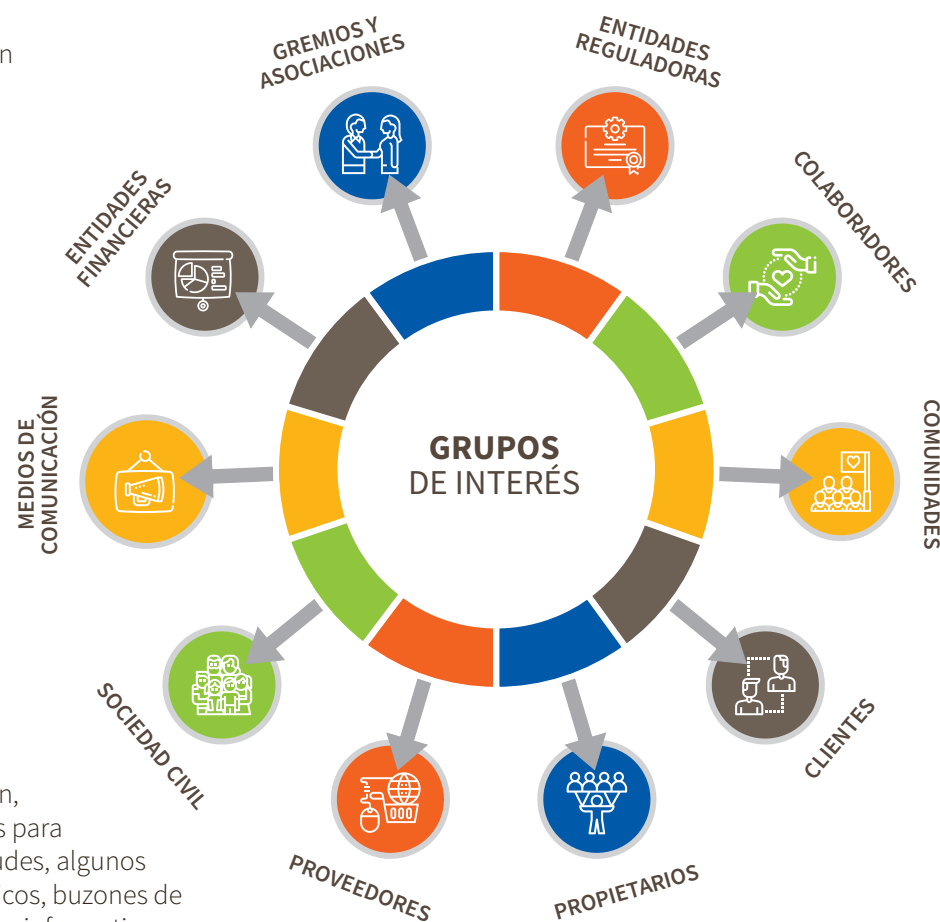 n
GREMIOS Y
ASOCIACIONES
ENTIDADES
REGULADORAS
COLABORADORES
COMUNIDADES
CLIENTES
PROPIETARIOS
PROVEEDORES
SOCIEDAD CIVIL
MEDIOS DE
COMUNICACIÓN
ENTIDADES
FINANCIERAS
GRUPOS
DE INTERÉS
n,
s para
udes, algunos
icos, buzones de